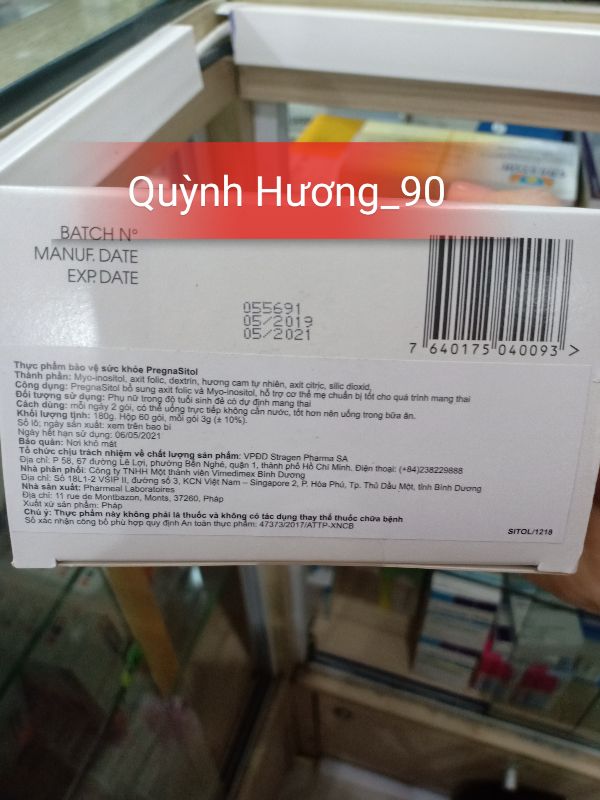 Quỳnh Hương_90
BATCH Nº
MANUF. DATE
EXP. DATE
055691
05/2019
05/2021
7 640175 040093 >
Thực phẩm bảo vệ sức khỏe PregnaSitol
Thành phần: Myo-inositol, axit folic, dextrin, hương cam tự nhiên, axit citric, silic dioxid,
Công dụng: PregnaSitol bổ sung axit folic và Myo-inositol, hỗ trợ cơ thể mẹ chuẩn bị tốt cho quá trình mang thai
Đối tượng sử dụng: Phụ nữ trong độ tuổi sinh đẻ có dự định mang thai
Cách dùng: mỗi ngày 2 gói, có thể uống trực tiếp không cần nước, tốt hơn nên uống trong bữa ăn.
Khối lượng tịnh: 180g. Hộp 60 gói, mỗi gói 3g (± 10%).
Số lô; ngày sản xuất: xem trên bao bì
Ngày hết hạn sử dụng: 06/05/2021
Bảo quản: Nơi khô mát
Tổ chức chịu trách nhiệm về chất lượng sản phẩm: VPĐD Stragen Pharma SA
Địa chỉ: P 58, 67 đường Lê Lợi, phường Bến Nghé, quận 1, thành phố Hồ Chí Minh. Điện thoại: (+84)238229888
Nhà phân phối: Công ty TNHH Một thành viên Vimedimex Bình Dương
Địa chỉ: Số 18L1-2 VSIP II, đường số 3, KCN Việt Nam – Singapore 2, P. Hòa Phú, Tp. Thủ Dầu Một, tỉnh Bình Dương
Nhà sản xuất: Pharmeal Laboratoires
Địa chỉ: 11 rue de Montbazon, Monts, 37260, Pháp
Xuất xứ sản phẩm: Pháp
Chú ý: Thực phẩm này không phải là thuốc và không có tác dụng thay thế thuốc chữa bệnh
Số xác nhận công bố phù hợp quy định An toàn thực phẩm: 47373/2017/ATTP-XNCB
SITOL/1218